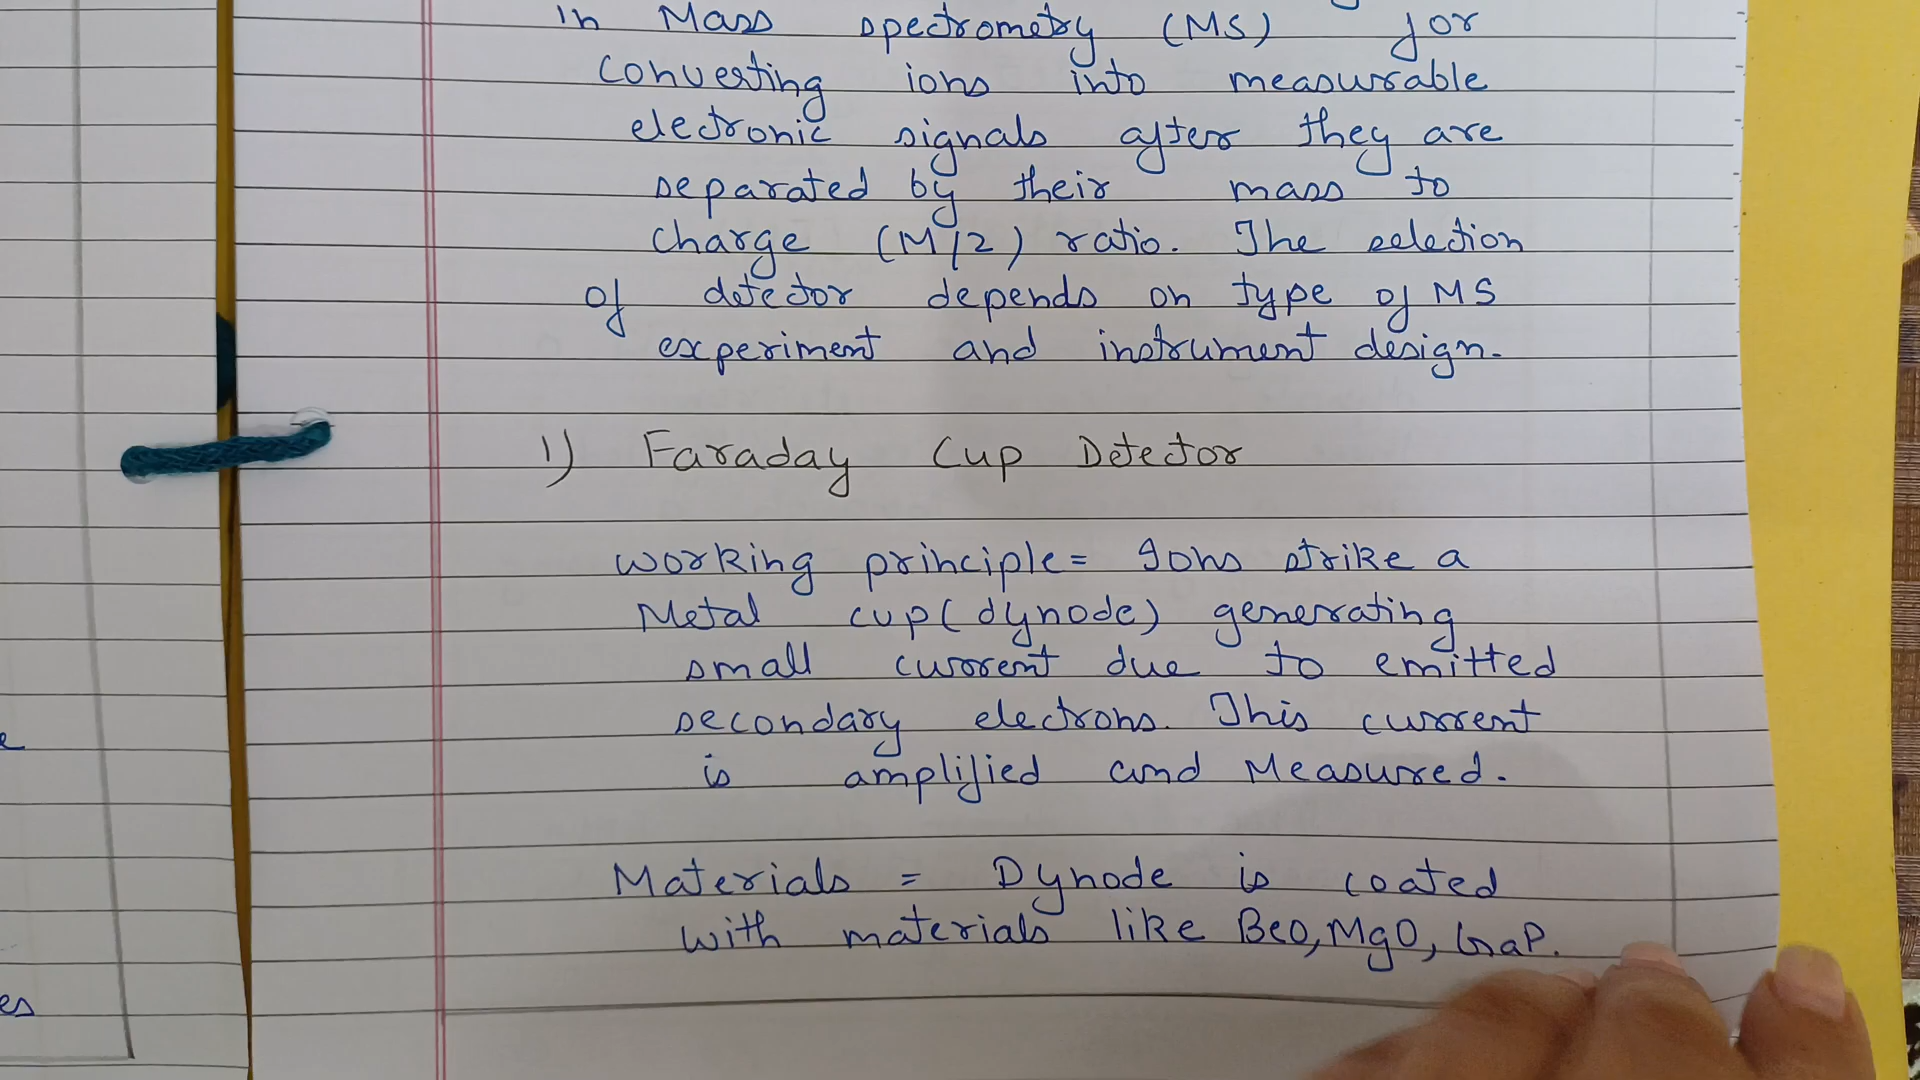 in Mass spectrometry (MS) for
converting ions into measurable
electronic signals after they are
separated by their mass to
charge (M/2) ratio. The selection
of detector depends on type of MS
experiment and instrument design.
1) Faraday Cup Detector
working principle= Ions strike a
Metal cup(dynode) generating
small current due to emitted
secondary electrons. This current
is amplified and Measured.
Materials = Dynode is coated
with materials like BeO, MgO, GaP.
e
es